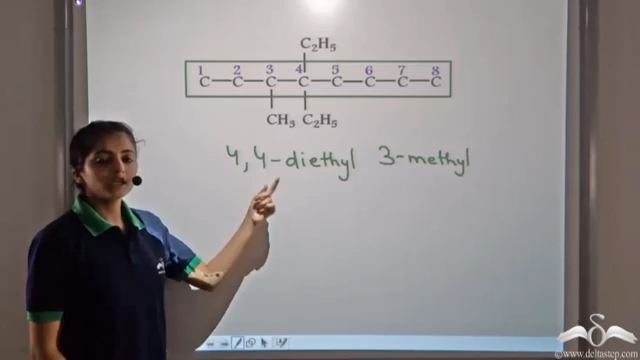 C₂H₅
1 2 3 4 5 6 7 8
C—C—C—C—C—C—C—C
CH₃ C₂H₅
4,4-diethyl 3-methyl
©www.deltastep.com